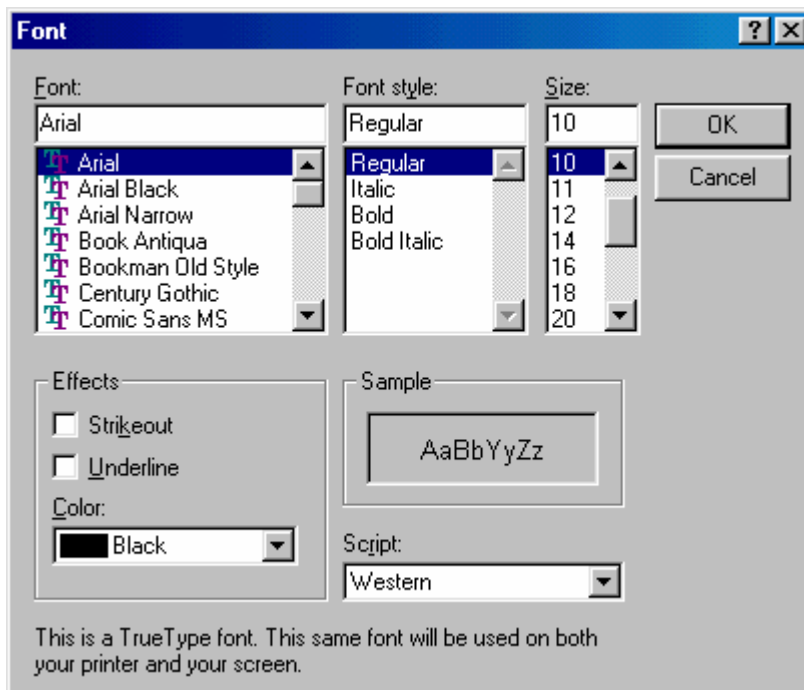 Font
Font:
Arial
Arial
Arial Black
Arial Narrow
Book Antiqua
Bookman Old Style
Century Gothic
Comic Sans MS
Font style:
Regular
Regular
Italic
Bold
Bold Italic
Size:
10
10
11
12
14
16
18
20
OK
Cancel
Effects
Strikeout
Underline
Color:
Black
Sample
AaBbYyZz
Script:
Western
This is a TrueType font. This same font will be used on both
your printer and your screen.